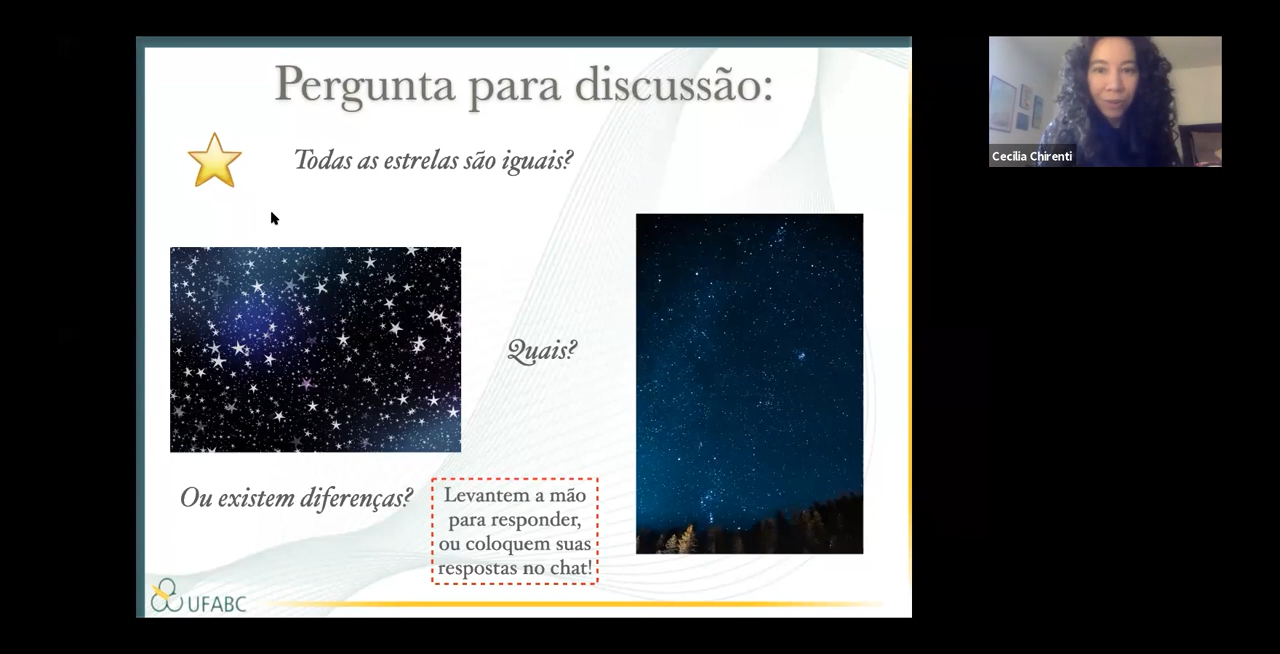 Pergunta para discussão:
Todas as estrelas são iguais?
Quais?
Ou existem diferenças?
Levantem a mão
para responder,
ou coloquem suas
respostas no chat!
UFABC
Cecilia Chirenti